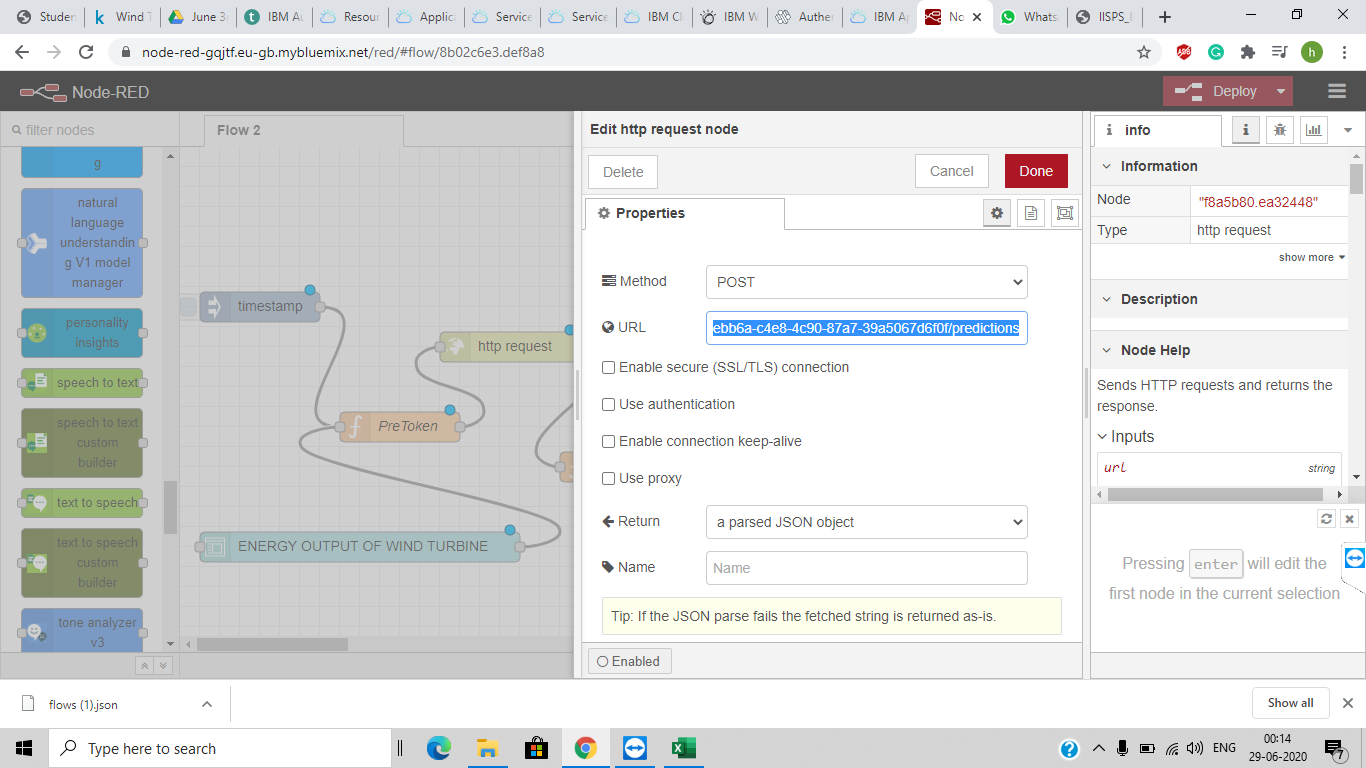 Studen
Wind T
June 3
IBM Au
Resour
Applica
Service
Service
IBM Cl
IBM W
Auther
IBM Ap
No
Whats
IISPS_
node-red-gqjtf.eu-gb.mybluemix.net/red/#flow/8b02c6e3.def8a8
h
Node-RED
Deploy
filter nodes
Flow 2
g
natural
language
understandin
g V1 model
manager
personality
insights
speech to text
speech to text
custom
builder
text to speech
text to speech
custom
builder
tone analyzer
v3
timestamp
http request
PreToken
ENERGY OUTPUT OF WIND TURBINE
Edit http request node
Delete
Cancel
Done
Properties
Method
POST
URL
ebb6a-c4e8-4c90-87a7-39a5067d6f0f/predictions
Enable secure (SSL/TLS) connection
Use authentication
Enable connection keep-alive
Use proxy
Return
a parsed JSON object
Name
Name
Tip: If the JSON parse fails the fetched string is returned as-is.
Enabled
i info
i
Information
Node
"f8a5b80.ea32448"
Type
http request
show more
Description
Node Help
Sends HTTP requests and returns the
response.
Inputs
url
string
Pressing enter will edit the
first node in the current selection
flows (1).json
Show all
Type here to search
ENG
00:14
29-06-2020
7